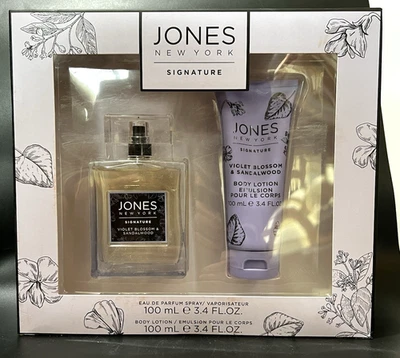 JONES
NEW YORK
SIGNATURE
JONES
NEW YORK
SIGNATURE
VIOLET BLOSSOM &
SANDALWOOD
JONES
NEW YORK
SIGNATURE
VIOLET BLOSSOM
& SANDALWOOD
BODY LOTION
EMULSION
POUR LE CORPS
100 mL e 3.4 FL.OZ.
EAU DE PARFUM SPRAY/ VAPORISATEUR
100 mL e 3.4 FL.OZ.
BODY LOTION / EMULSION POUR LE CORPS
100 mL e 3.4 FL.OZ.